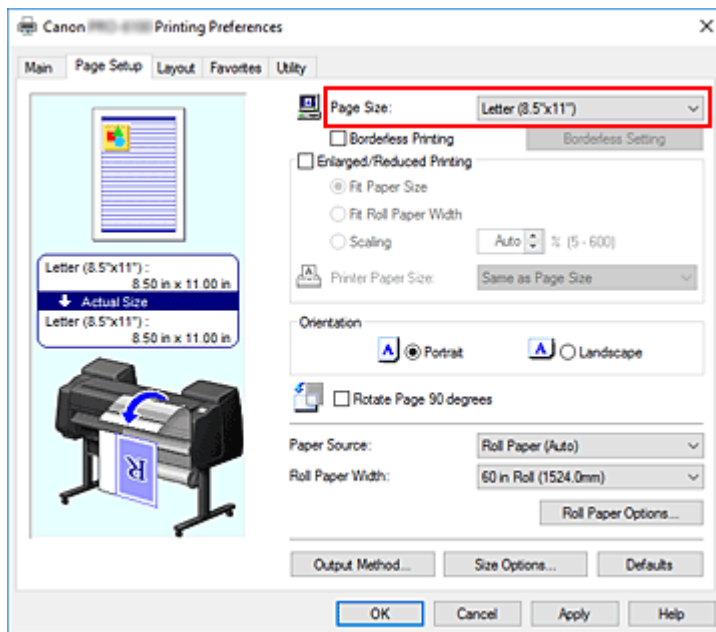 Canon Printing Preferences
Main Page Setup Layout Favorites Utility
Page Size: Letter (8.5"x11")
Borderless Printing Borderless Setting
Enlarged/Reduced Printing
Fit Paper Size
Fit Roll Paper Width
Scaling Auto % (5 - 600)
Printer Paper Size: Same as Page Size
Letter (8.5"x11") :
8.50 in x 11.00 in
Actual Size
Letter (8.5"x11") :
8.50 in x 11.00 in
Orientation
A Portrait A Landscape
Rotate Page 90 degrees
Paper Source: Roll Paper (Auto)
Roll Paper Width: 60 in Roll (1524.0mm)
Roll Paper Options...
R
Output Method... Size Options... Defaults
OK Cancel Apply Help